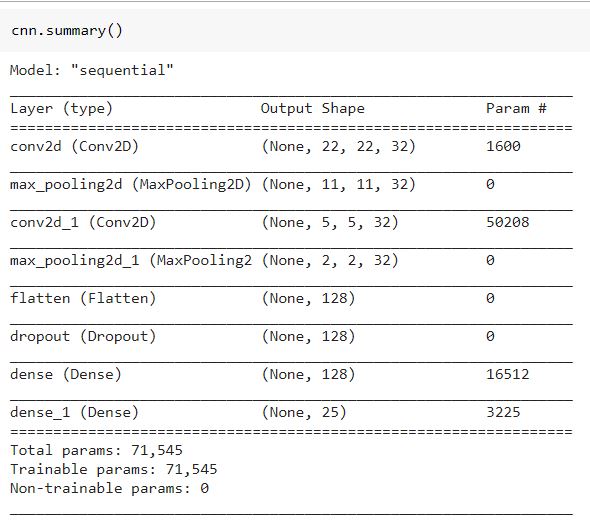 cnn.summary()
Model: "sequential"
Layer (type) Output Shape Param #
conv2d (Conv2D) (None, 22, 22, 32) 1600
max_pooling2d (MaxPooling2D) (None, 11, 11, 32) 0
conv2d_1 (Conv2D) (None, 5, 5, 32) 50208
max_pooling2d_1 (MaxPooling2 (None, 2, 2, 32) 0
flatten (Flatten) (None, 128) 0
dropout (Dropout) (None, 128) 0
dense (Dense) (None, 128) 16512
dense_1 (Dense) (None, 25) 3225
Total params: 71,545
Trainable params: 71,545
Non-trainable params: 0